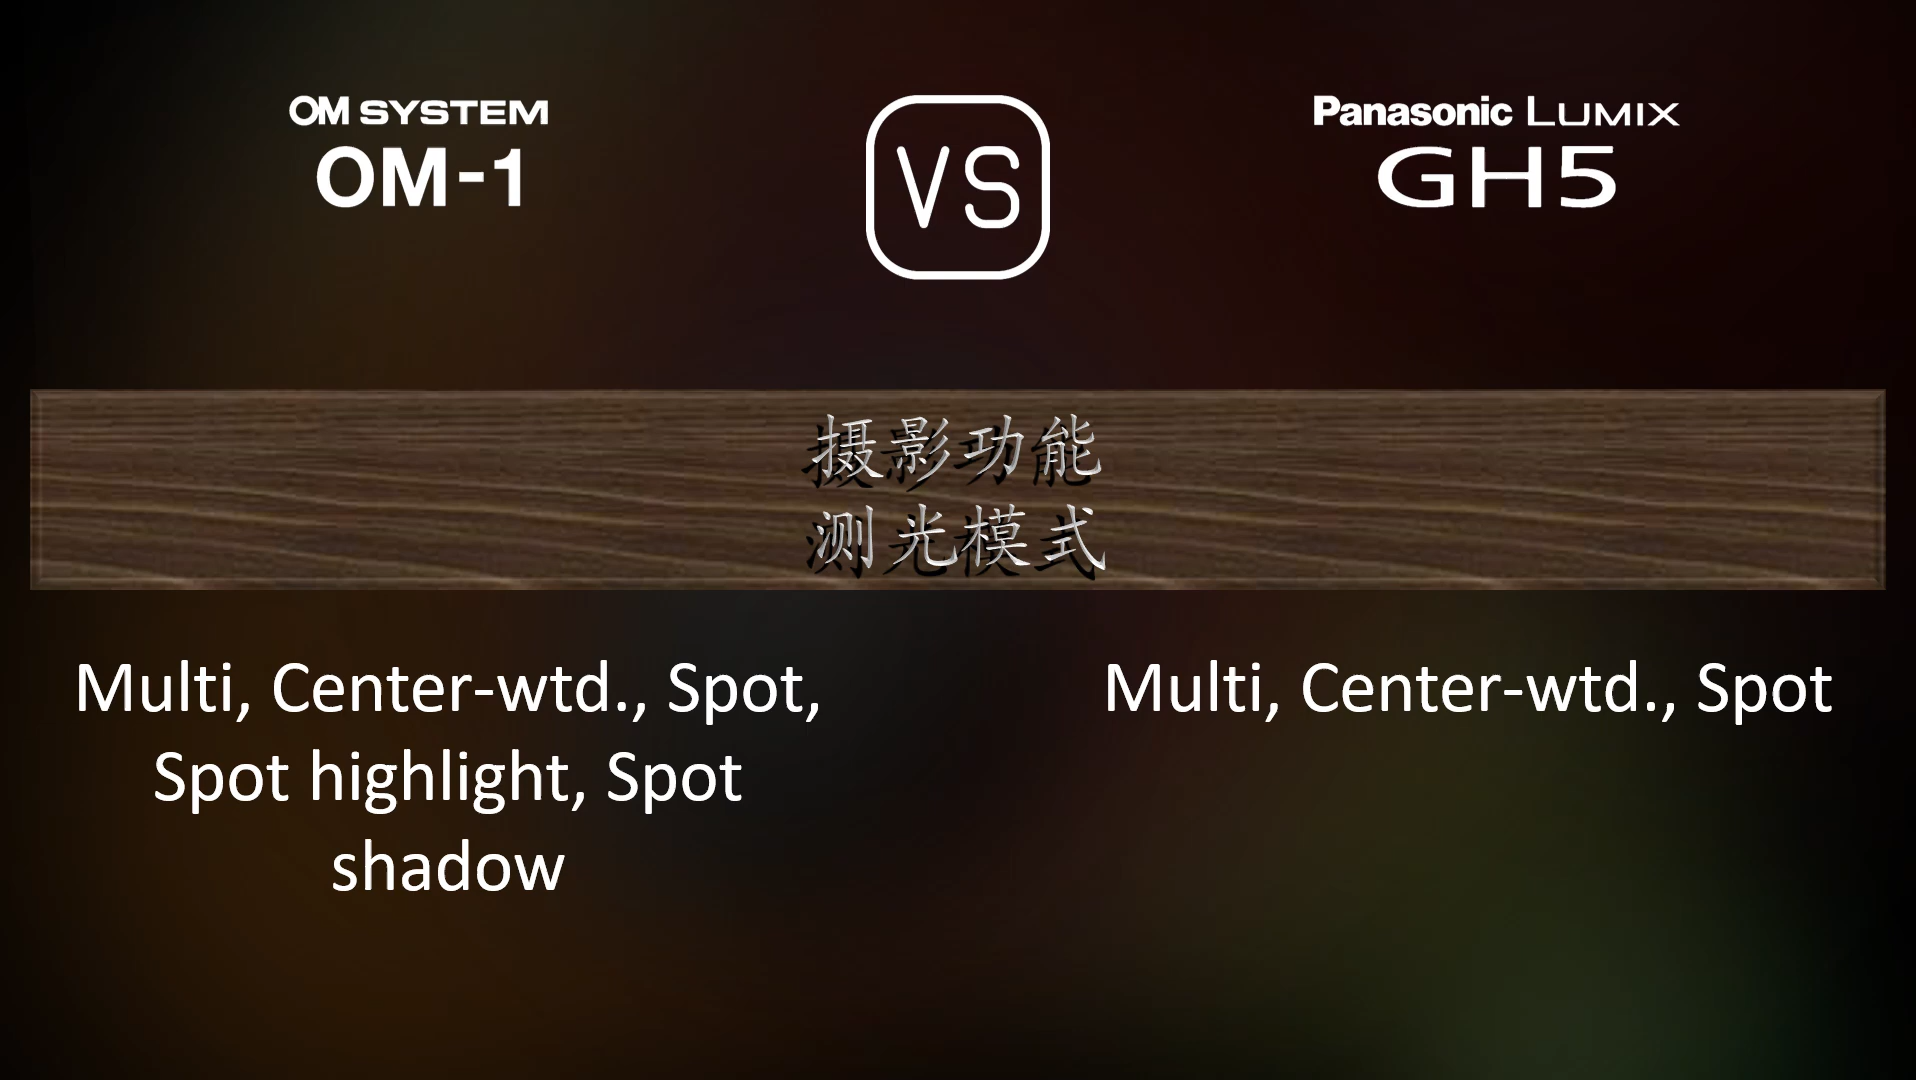 OM SYSTEM
OM-1
VS
Panasonic LUMIX
GH5
摄影功能
测光模式
Multi, Center-wtd., Spot,
Spot highlight, Spot
shadow
Multi, Center-wtd., Spot